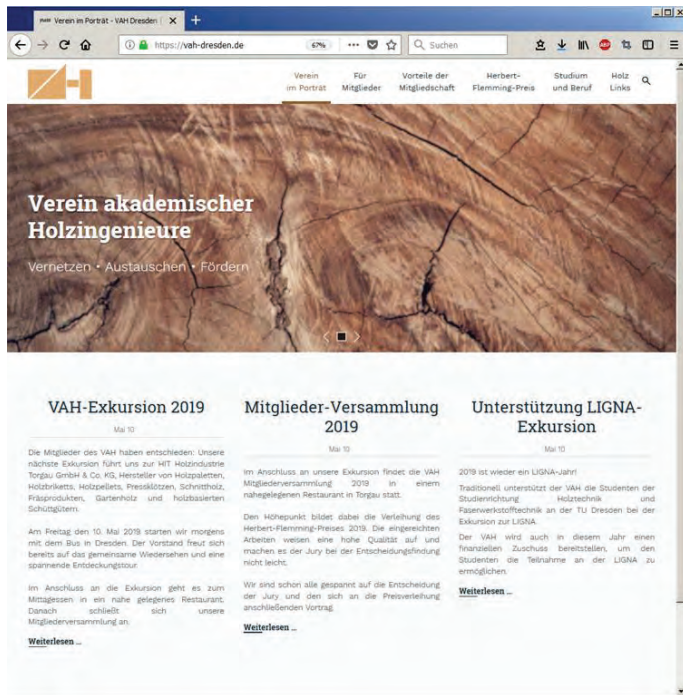 Verein im Porträt - VAH Dresden
https://vah-dresden.de
67%
Suchen
Verein
im Porträt
Für
Mitglieder
Vorteile der
Mitgliedschaft
Herbert-
Flemming-Preis
Studium
und Beruf
Holz
Links
Verein akademischer
Holzingenieure
Vernetzen • Austauschen • Fördern
VAH-Exkursion 2019
Mai 10
Die Mitglieder des VAH haben entschieden: Unsere
nächste Exkursion führt uns zur HIT Holzindustrie
Torgau GmbH & Co. KG, Hersteller von Holzpaletten,
Holzbriketts, Holzpellets, Pressklötzen, Schnittholz,
Fräsprodukten, Gartenholz und holzbasierten
Schüttgütern.
Am Freitag den 10. Mai 2019 starten wir morgens
mit dem Bus in Dresden. Der Vorstand freut sich
bereits auf das gemeinsame Wiedersehen und eine
spannende Entdeckungstour.
Im Anschluss an die Exkursion geht es zum
Mittagessen in ein nahe gelegenes Restaurant.
Danach schließt sich unsere
Mitgliederversammlung an.
Weiterlesen ...
Mitglieder-Versammlung
2019
Mai 10
Im Anschluss an unsere Exkursion findet die VAH
Mitgliederversammlung 2019 in einem
nahegelegenen Restaurant in Torgau statt.
Den Höhepunkt bildet dabei die Verleihung des
Herbert-Flemming-Preises 2019. Die eingereichten
Arbeiten weisen eine hohe Qualität auf und
machen es der Jury bei der Entscheidungsfindung
nicht leicht.
Wir sind schon alle gespannt auf die Entscheidung
der Jury und den sich an die Preisverleihung
anschließenden Vortrag.
Weiterlesen ...
Unterstützung LIGNA-
Exkursion
Mai 10
2019 ist wieder ein LIGNA-Jahr!
Traditionell unterstützt der VAH die Studenten der
Studienrichtung Holztechnik und
Faserwerkstofftechnik an der TU Dresden bei der
Exkursion zur LIGNA.
Der VAH wird auch in diesem Jahr einen
finanziellen Zuschuss bereitstellen, um den
Studenten die Teilnahme an der LIGNA zu
ermöglichen.
Weiterlesen ...